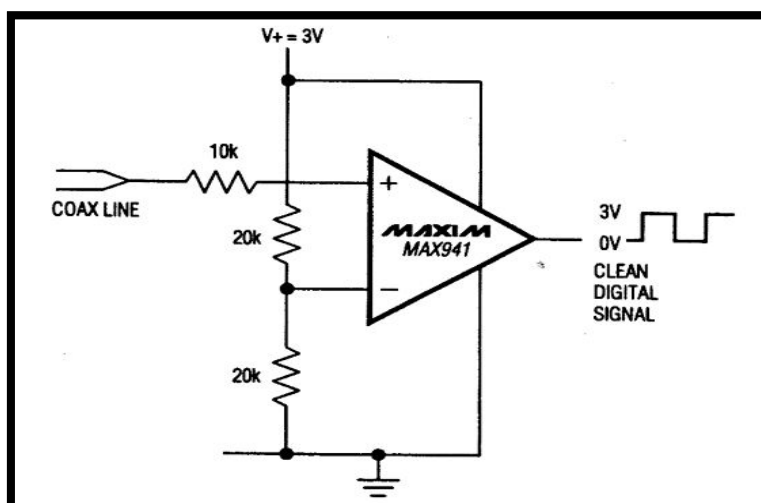 V+ = 3V
10k
COAX LINE
20k
20k
+
−
MAXIM
MAX941
3V
0V
CLEAN
DIGITAL
SIGNAL